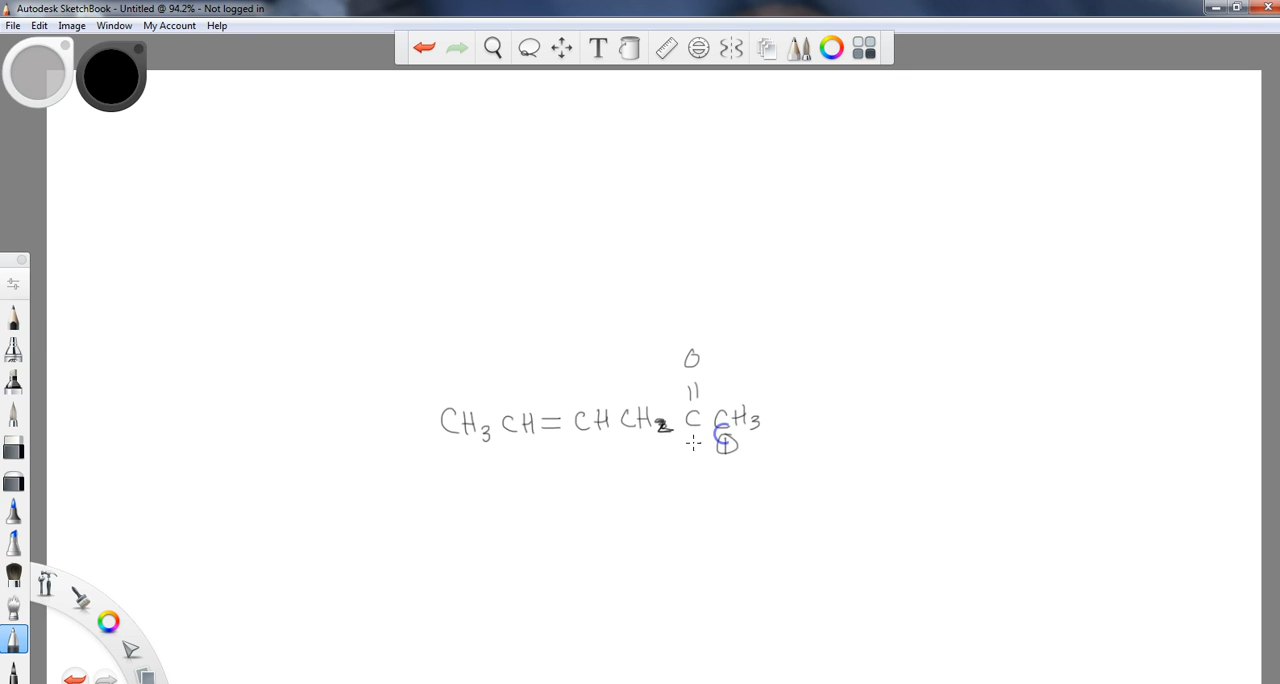 Autodesk SketchBook - Untitled @ 94.2% - Not logged in
File Edit Image Window My Account Help
T
O
||
CH3 CH = CH CH2 C CH3
1